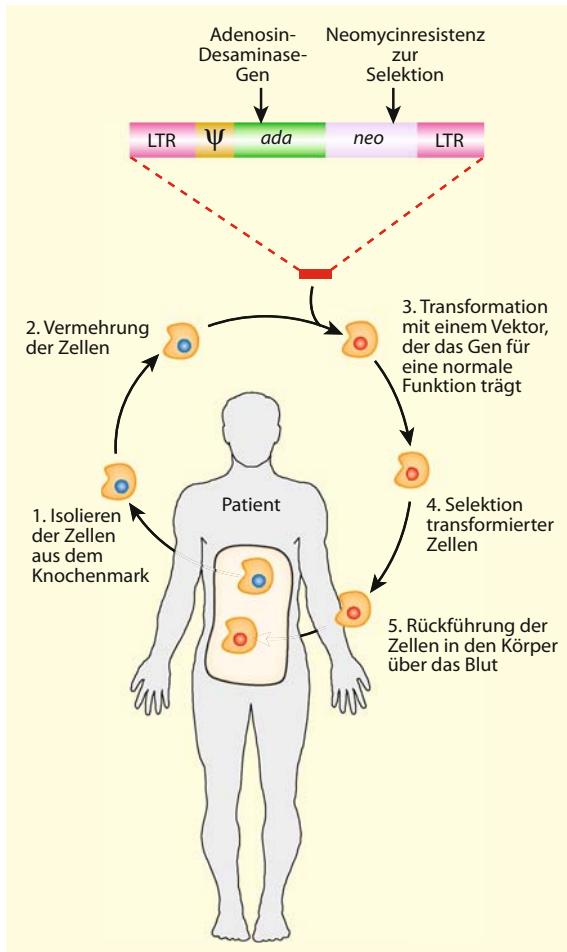 Adenosin-
Desaminase-
Gen
Neomycinresistenz
zur
Selektion
LTR
Ψ
ada
neo
LTR
2. Vermehrung
der Zellen
3. Transformation
mit einem Vektor,
der das Gen für
eine normale
Funktion trägt
1. Isolieren
der Zellen
aus dem
Knochenmark
Patient
4. Selektion
transformierter
Zellen
5. Rückführung der
Zellen in den Körper
über das Blut